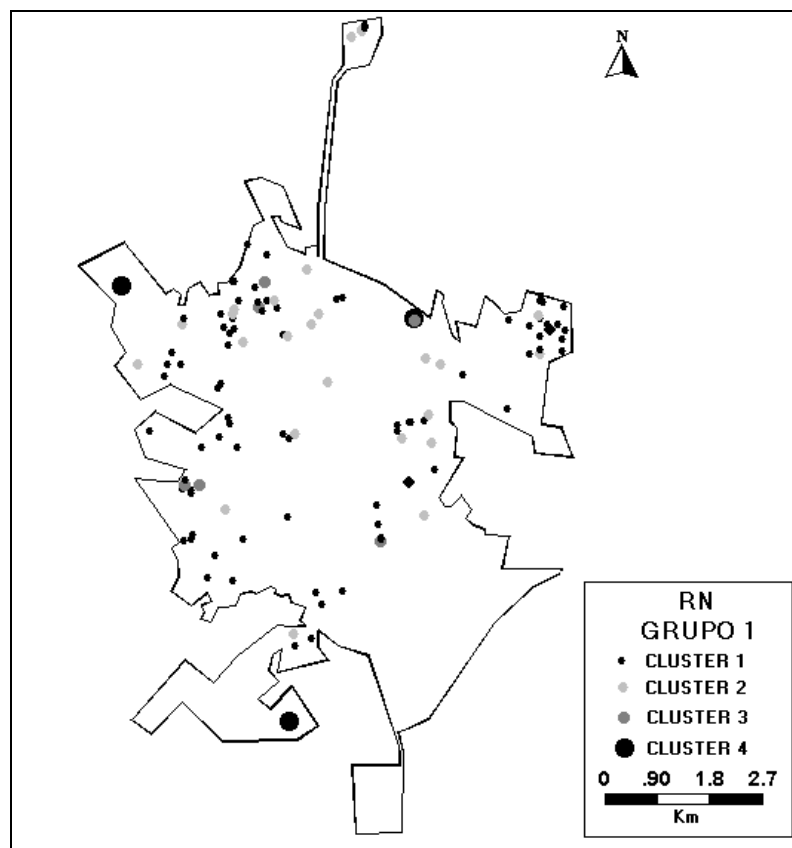 N
RN
GRUPO 1
CLUSTER 1
CLUSTER 2
CLUSTER 3
CLUSTER 4
0 .90 1.8 2.7
Km